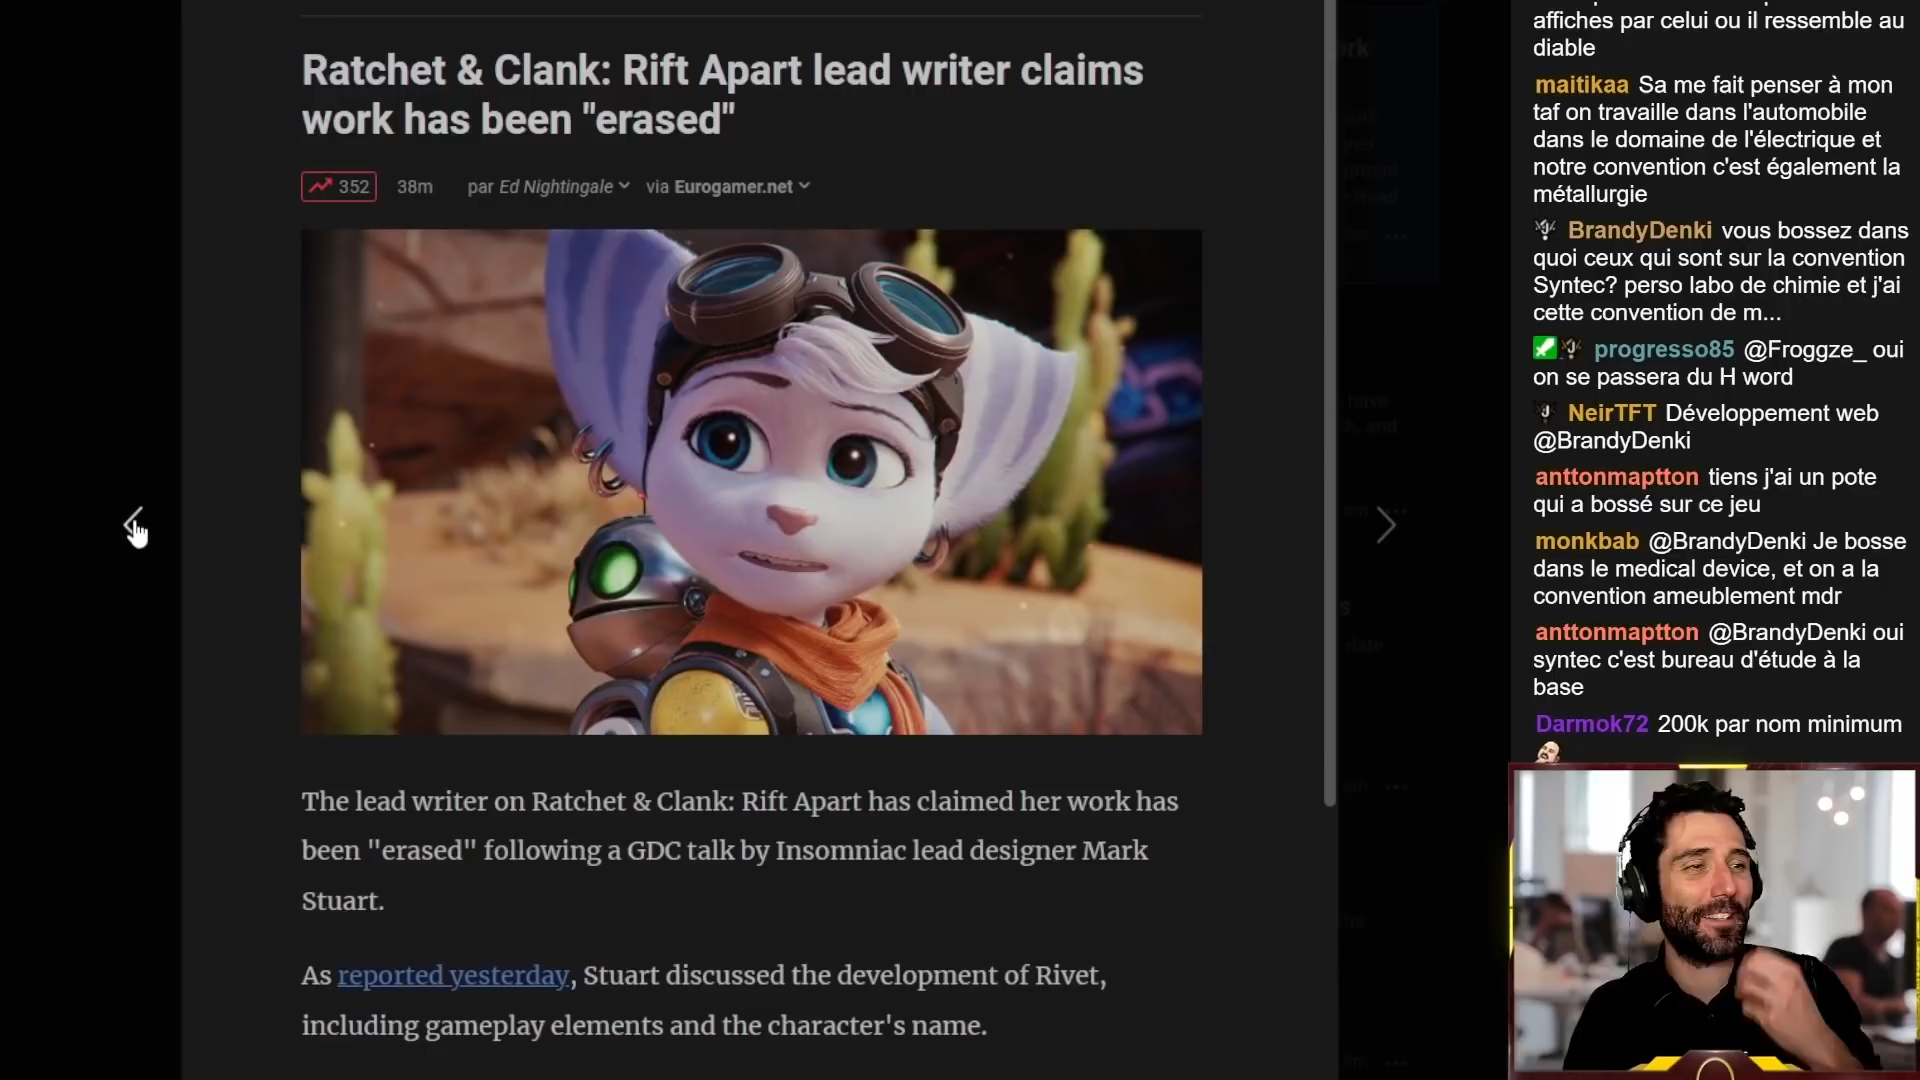 Ratchet & Clank: Rift Apart lead writer claims
work has been "erased"
352 38m par Ed Nightingale via Eurogamer.net
The lead writer on Ratchet & Clank: Rift Apart has claimed her work has
been "erased" following a GDC talk by Insomniac lead designer Mark
Stuart.
As reported yesterday, Stuart discussed the development of Rivet,
including gameplay elements and the character's name.
affiches par celui ou il ressemble au
diable
maitikaa Sa me fait penser à mon
taf on travaille dans l'automobile
dans le domaine de l'électrique et
notre convention c'est également la
métallurgie
BrandyDenki vous bossez dans
quoi ceux qui sont sur la convention
Syntec? perso labo de chimie et j'ai
cette convention de m...
progresso85 @Froggze_ oui
on se passera du H word
NeirTFT Développement web
@BrandyDenki
anttonmaptton tiens j'ai un pote
qui a bossé sur ce jeu
monkbab @BrandyDenki Je bosse
dans le medical device, et on a la
convention ameublement mdr
anttonmaptton @BrandyDenki oui
syntec c'est bureau d'étude à la
base
Darmok72 200k par nom minimum